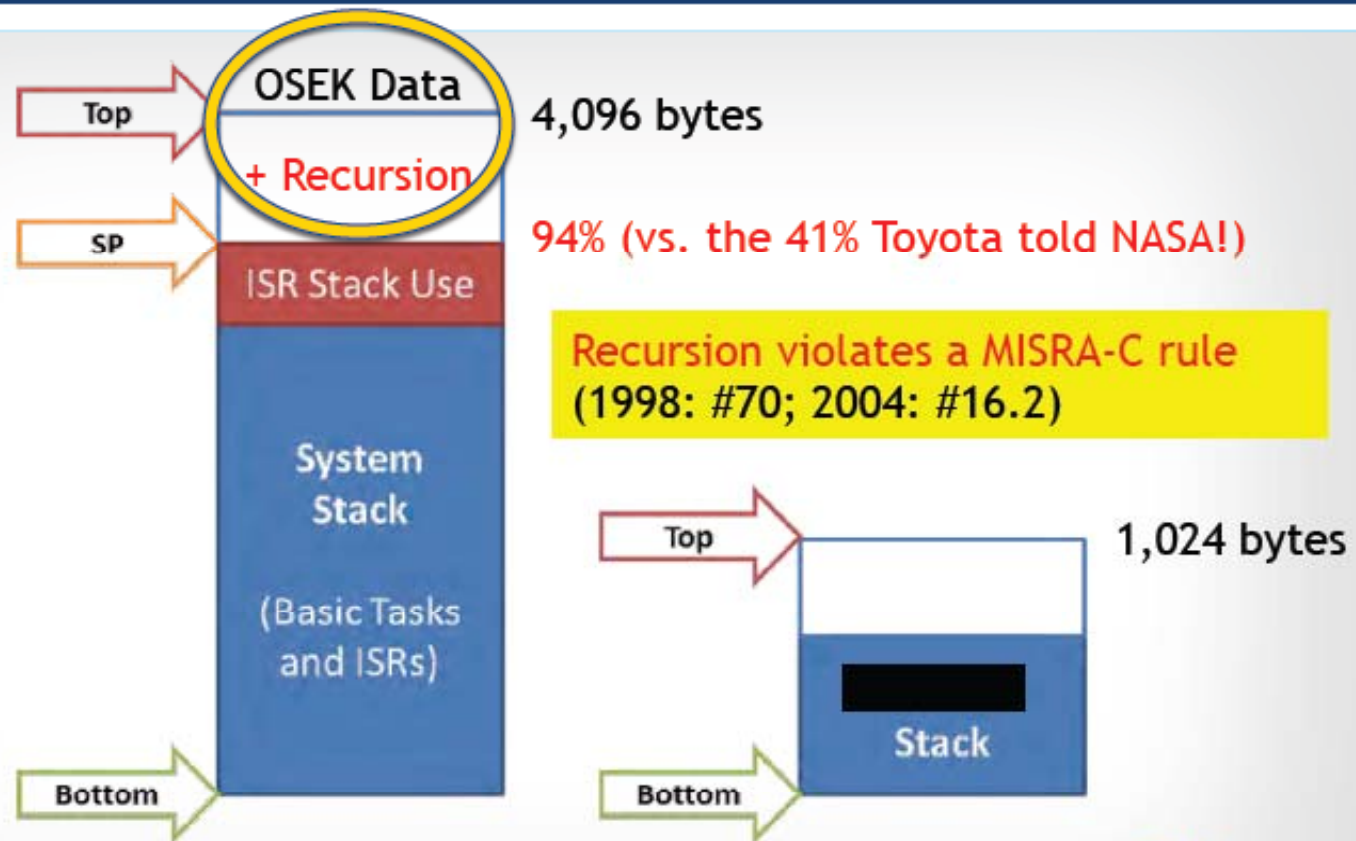 OSEK Data
Top
4,096 bytes
+ Recursion
SP
94% (vs. the 41% Toyota told NASA!)
ISR Stack Use
Recursion violates a MISRA-C rule
(1998: #70; 2004: #16.2)
System
Stack
(Basic Tasks
and ISRs)
Bottom
Top
1,024 bytes
Stack
Bottom